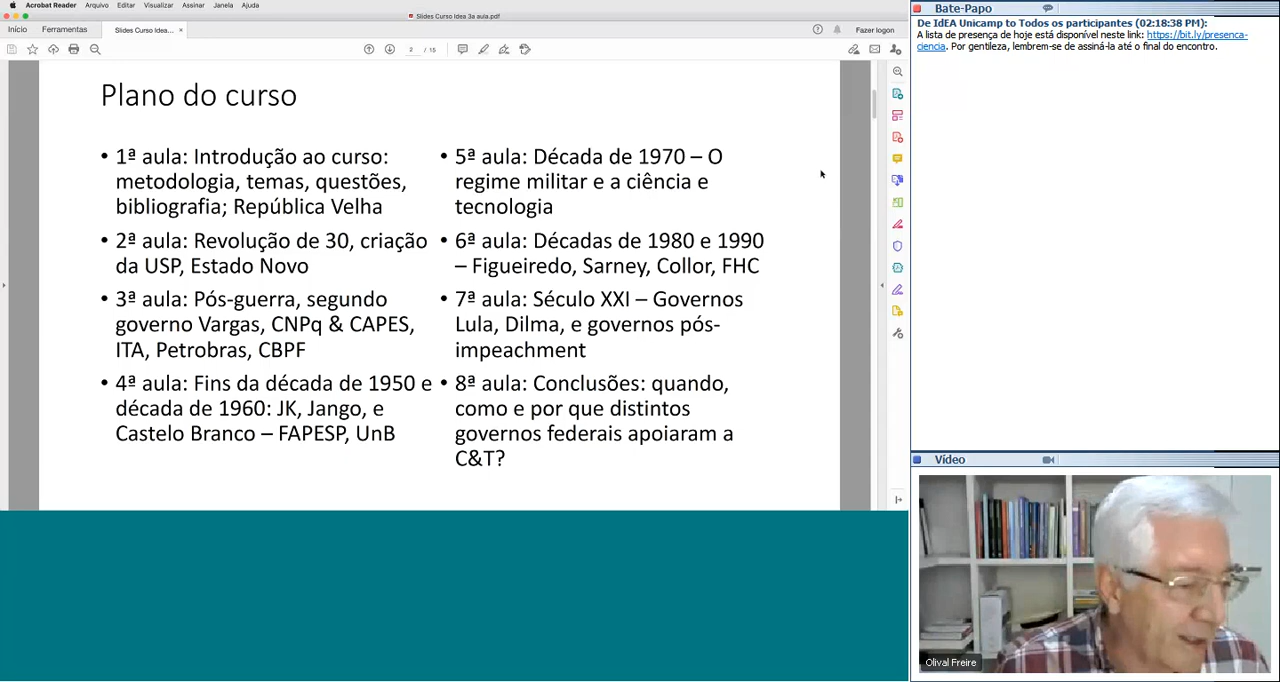 Acrobat Reader Arquivo Editar Visualizar Assinar Janela Ajuda
Slides Curso Idea 3a aula.pdf
Início Ferramentas Slides Curso Idea... × Fazer logon
2 / 15
Plano do curso
• 1ª aula: Introdução ao curso:
metodologia, temas, questões,
bibliografia; República Velha
• 2ª aula: Revolução de 30, criação
da USP, Estado Novo
• 3ª aula: Pós-guerra, segundo
governo Vargas, CNPq & CAPES,
ITA, Petrobras, CBPF
• 4ª aula: Fins da década de 1950 e
década de 1960: JK, Jango, e
Castelo Branco – FAPESP, UnB
• 5ª aula: Década de 1970 – O
regime militar e a ciência e
tecnologia
• 6ª aula: Décadas de 1980 e 1990
– Figueiredo, Sarney, Collor, FHC
• 7ª aula: Século XXI – Governos
Lula, Dilma, e governos pós-
impeachment
• 8ª aula: Conclusões: quando,
como e por que distintos
governos federais apoiaram a
C&T?
Bate-Papo
De IdEA Unicamp to Todos os participantes (02:18:38 PM):
A lista de presença de hoje está disponível neste link: https://bit.ly/presenca-
ciencia. Por gentileza, lembrem-se de assiná-la até o final do encontro.
Vídeo
Olival Freire